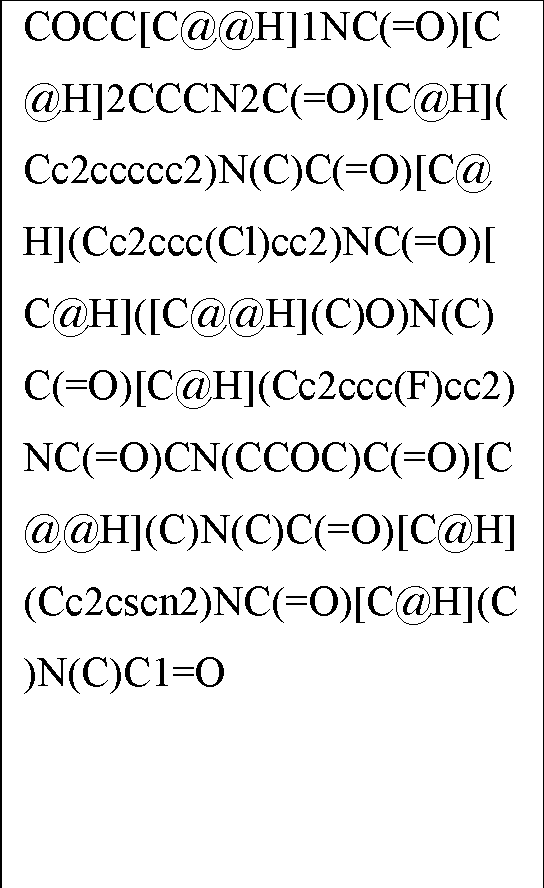 COCC[C@@H]1NC(=O)[C
@H]2CCCN2C(=O)[C@H](
Cc2ccccc2)N(C)C(=O)[C@
H](Cc2ccc(Cl)cc2)NC(=O)[
C@H]([C@@H](C)O)N(C)
C(=O)[C@H](Cc2ccc(F)cc2)
NC(=O)CN(CCOC)C(=O)[C
@@H](C)N(C)C(=O)[C@H]
(Cc2cscn2)NC(=O)[C@H](C
)N(C)C1=O